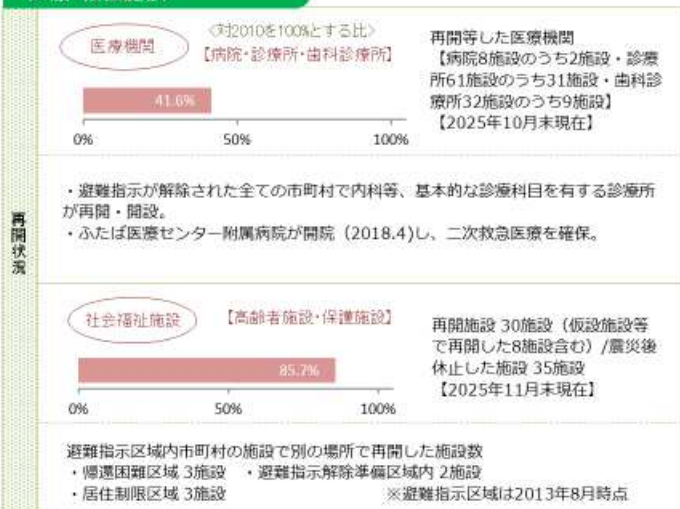 医療機関
<対2010を100%とする比>
【病院・診療所・歯科診療所】
41.6%
0% 50% 100%
再開等した医療機関
【病院8施設のうち2施設・診療
所61施設のうち31施設・歯科診
療所32施設のうち9施設】
【2025年10月末現在】
再開状況
・避難指示が解除された全ての市町村で内科等、基本的な診療科目を有する診療所
が再開・開設。
・ふたば医療センター附属病院が開院（2018.4)し、二次救急医療を確保。
社会福祉施設
【高齢者施設・保護施設】
85.7%
0% 50% 100%
再開施設 30施設（仮設施設等
で再開した8施設含む）/震災後
休止した施設 35施設
【2025年11月末現在】
避難指示区域内市町村の施設で別の場所で再開した施設数
・帰還困難区域 3施設 ・避難指示解除準備区域内 2施設
・居住制限区域 3施設 ※避難指示区域は2013年8月時点